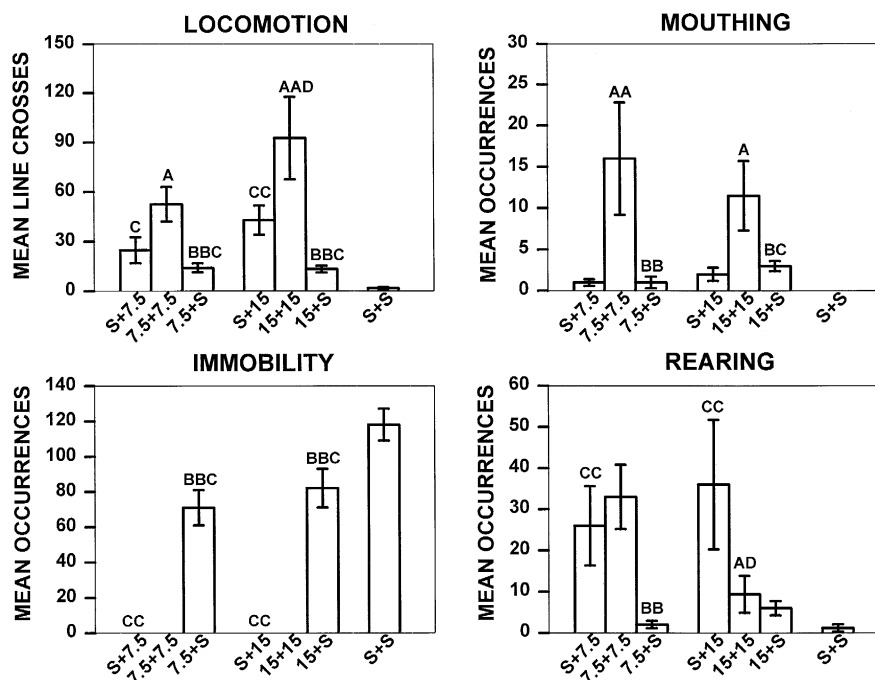 LOCOMOTION
MEAN LINE CROSSES
150
120
90
60
30
0
C
A
BBC
CC
AAD
BBC
S+7.5
7.5+7.5
7.5+S
S+15
15+15
15+S
S+S
MOUTHING
MEAN OCCURRENCES
30
25
20
15
10
5
0
AA
BB
A
BC
S+7.5
7.5+7.5
7.5+S
S+15
15+15
15+S
S+S
IMMOBILITY
MEAN OCCURRENCES
140
120
100
80
60
40
20
0
CC
BBC
CC
BBC
S+7.5
7.5+7.5
7.5+S
S+15
15+15
15+S
S+S
REARING
MEAN OCCURRENCES
60
50
40
30
20
10
0
CC
BB
CC
AD
S+7.5
7.5+7.5
7.5+S
S+15
15+15
15+S
S+S